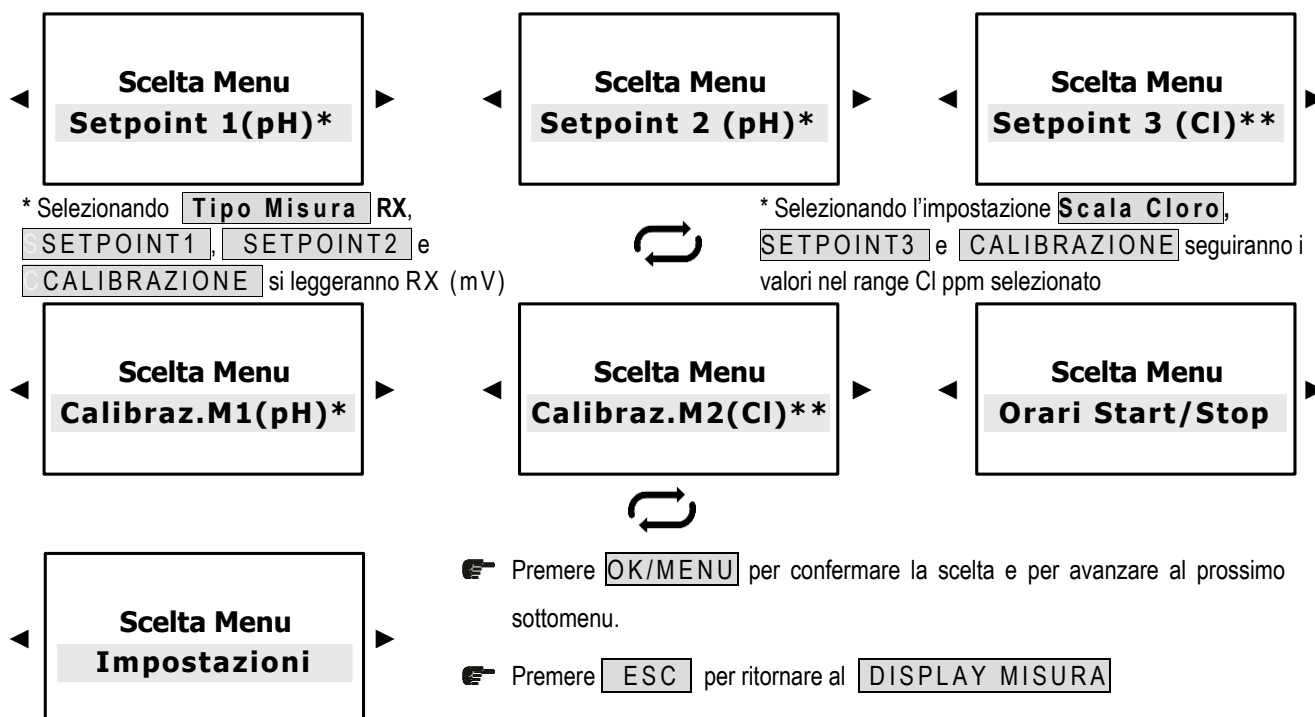 Scelta Menu
Setpoint 1(pH)*
Scelta Menu
Setpoint 2 (pH)*
Scelta Menu
Setpoint 3 (Cl)**
* Selezionando Tipo Misura RX,
SSETPOINT1, SETPOINT2 e
CCALIBRAZIONE si leggeranno RX (mV)
* Selezionando l'impostazione Scala Cloro,
SETPOINT3 e CALIBRAZIONE seguiranno i
valori nel range Cl ppm selezionato
Scelta Menu
Calibraz.M1(pH)*
Scelta Menu
Calibraz.M2(Cl)**
Scelta Menu
Orari Start/Stop
Scelta Menu
Impostazioni
Premere OK/MENU per confermare la scelta e per avanzare al prossimo
sottomenu.
Premere ESC per ritornare al DISPLAY MISURA